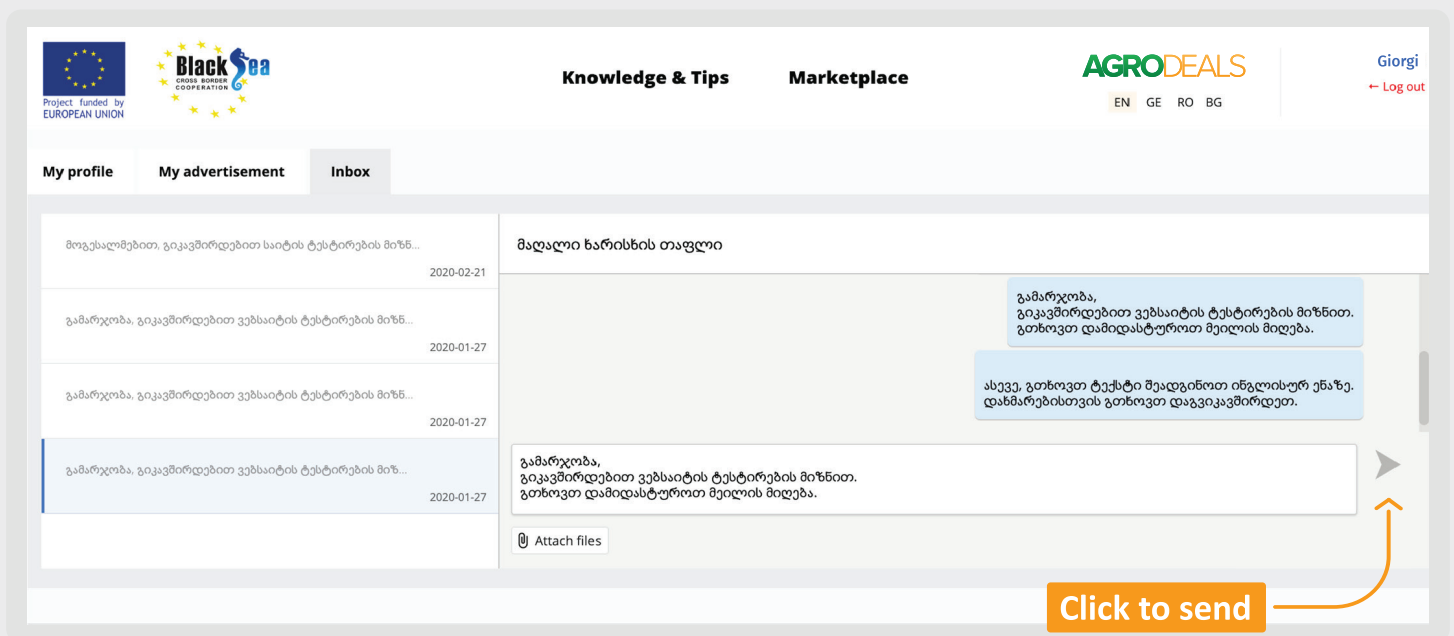 Project funded by
EUROPEAN UNION
Black Sea
CROSS BORDER
COOPERATION
Knowledge & Tips
Marketplace
AGRODEALS
EN GE RO BG
Giorgi
← Log out
My profile
My advertisement
Inbox
მოგესალმებით, გიკავშირდებით საიტის ტესტირების მიზნ...
2020-02-21
გამარჯობა, გიკავშირდებით ვებსაიტის ტესტირების მიზნ...
2020-01-27
გამარჯობა, გიკავშირდებით ვებსაიტის ტესტირების მიზნ...
2020-01-27
გამარჯობა, გიკავშირდებით ვებსაიტის ტესტირების მიზ...
2020-01-27
მაღალი ხარისხის თაფლი
გამარჯობა,
გიკავშირდებით ვებსაიტის ტესტირების მიზნით.
გთხოვთ დამიდასტუროთ მეილის მიღება.
ასევე, გთხოვთ ტექსტი შეადგინოთ ინგლისურ ენაზე.
დახმარებისთვის გთხოვთ დაგვიკავშირდეთ.
გამარჯობა,
გიკავშირდებით ვებსაიტის ტესტირების მიზნით.
გთხოვთ დამიდასტუროთ მეილის მიღება.
Attach files
Click to send